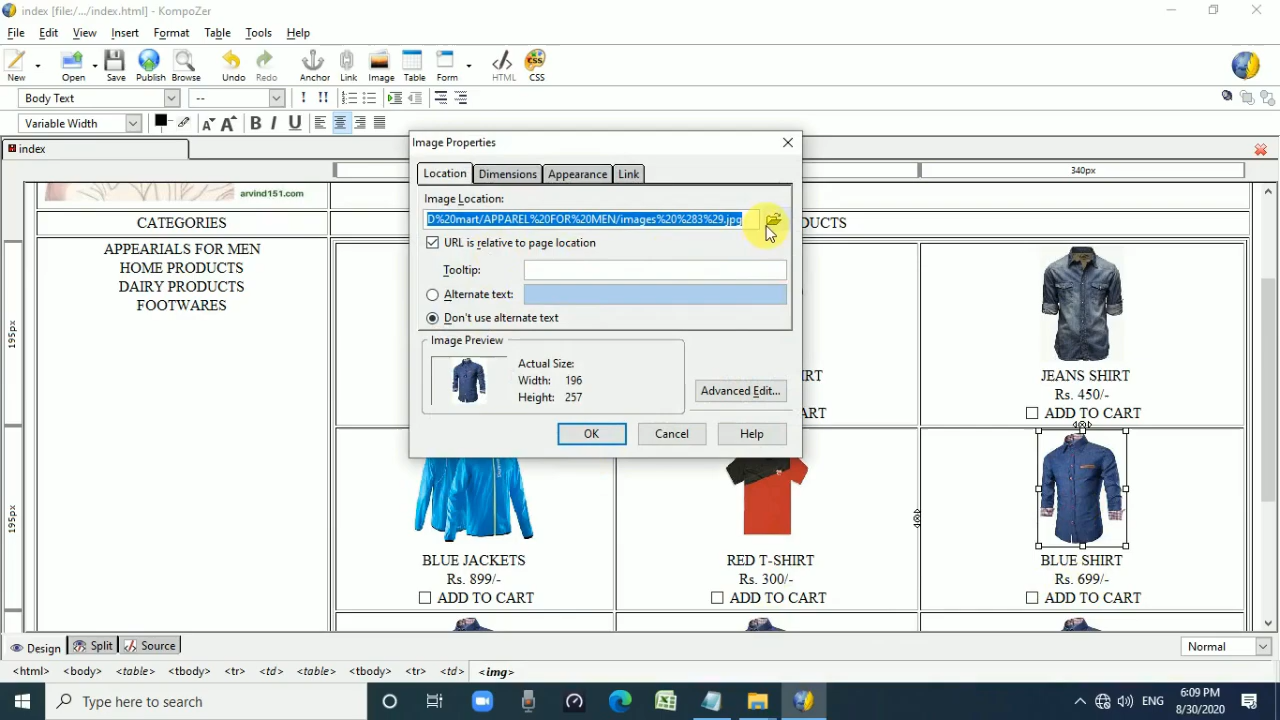 index [file:/.../index.html] - KompoZer
File Edit View Insert Format Table Tools Help
New Open Save Publish Browse Undo Redo Anchor Link Image Table Form HTML CSS
Body Text -- ! !!
Variable Width B I U
index
Image Properties
Location Dimensions Appearance Link
340px
arvind151.com
Image Location:
CATEGORIES
D%20mart/APPAREL%20FOR%20MEN/images%20%283%29.jpg
DUCTS
URL is relative to page location
Tooltip:
Alternate text:
Don't use alternate text
APPEARIALS FOR MEN
HOME PRODUCTS
DAIRY PRODUCTS
FOOTWARES
195px
Image Preview
Actual Size:
Width: 196
Height: 257
Advanced Edit...
OK Cancel Help
IRT
ART
JEANS SHIRT
Rs. 450/-
ADD TO CART
195px
BLUE JACKETS
Rs. 899/-
ADD TO CART
RED T-SHIRT
Rs. 300/-
ADD TO CART
BLUE SHIRT
Rs. 699/-
ADD TO CART
Design Split Source
Normal
<html> <body> <table> <tbody> <tr> <td> <table> <tbody> <tr> <td> <img>
Type here to search
ENG
6:09 PM
8/30/2020